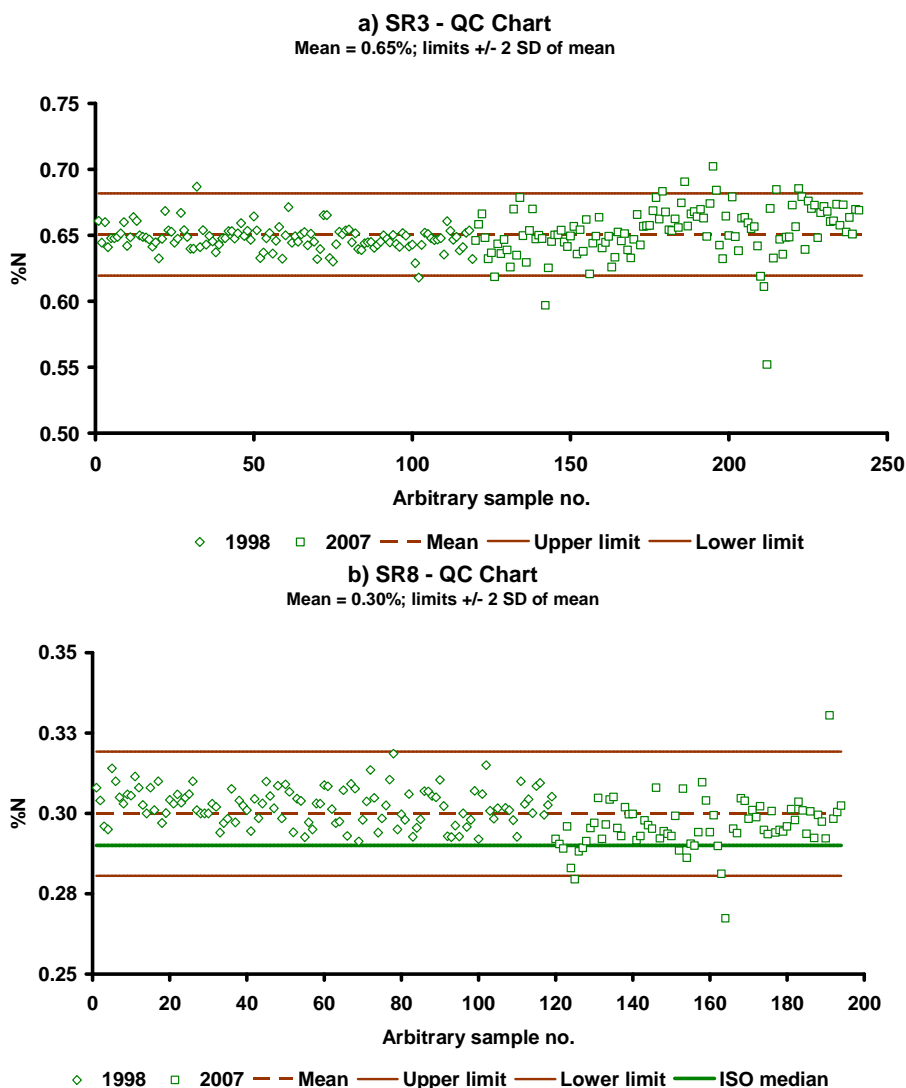 a) SR3 - QC Chart
Mean = 0.65%; limits +/- 2 SD of mean
0.75
0.70
0.65
0.60
0.55
0.50
%N
0 50 100 150 200 250
Arbitrary sample no.
1998 2007 Mean Upper limit Lower limit
b) SR8 - QC Chart
Mean = 0.30%; limits +/- 2 SD of mean
0.35
0.33
0.30
0.28
0.25
%N
0 20 40 60 80 100 120 140 160 180 200
Arbitrary sample no.
1998 2007 Mean Upper limit Lower limit ISO median